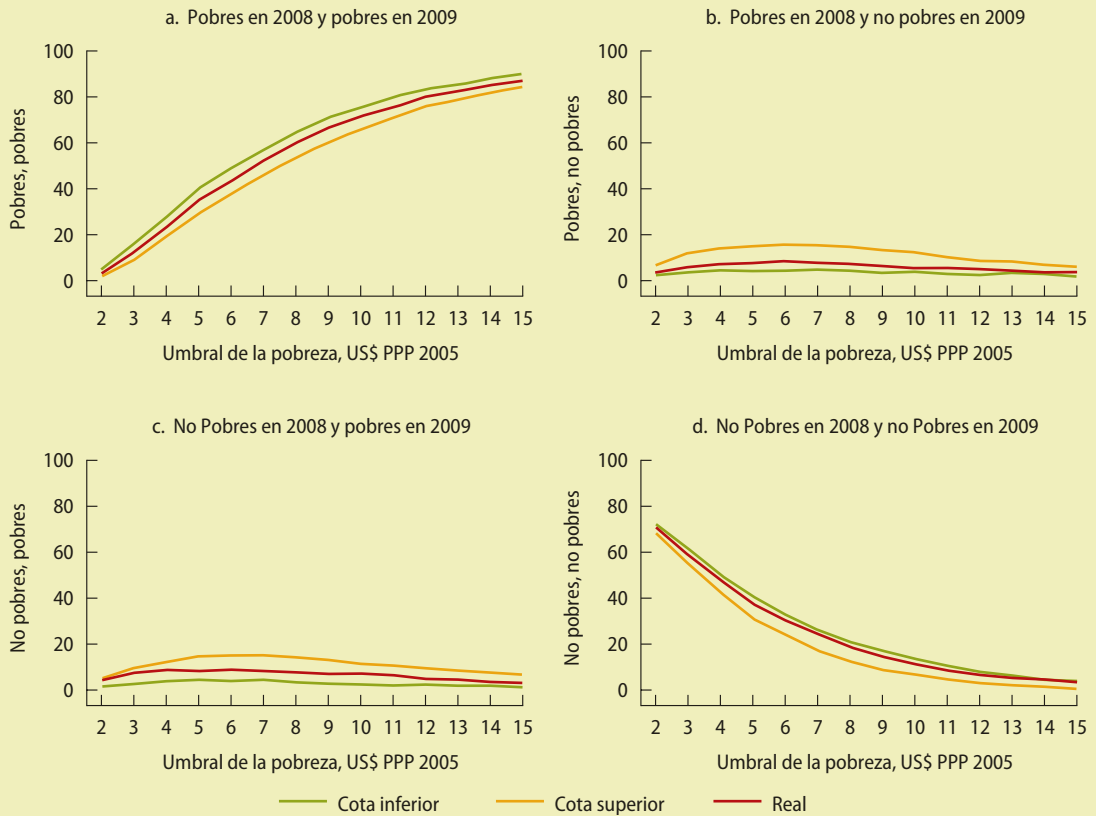 a. Pobres en 2008 y pobres en 2009
Pobres, pobres
100
80
60
40
20
0
2 3 4 5 6 7 8 9 10 11 12 13 14 15
Umbral de la pobreza, US$ PPP 2005
b. Pobres en 2008 y no pobres en 2009
Pobres, no pobres
100
80
60
40
20
0
2 3 4 5 6 7 8 9 10 11 12 13 14 15
Umbral de la pobreza, US$ PPP 2005
c. No Pobres en 2008 y pobres en 2009
No pobres, pobres
100
80
60
40
20
0
2 3 4 5 6 7 8 9 10 11 12 13 14 15
Umbral de la pobreza, US$ PPP 2005
d. No Pobres en 2008 y no Pobres en 2009
No pobres, no pobres
100
80
60
40
20
0
2 3 4 5 6 7 8 9 10 11 12 13 14 15
Umbral de la pobreza, US$ PPP 2005
Cota inferior Cota superior Real